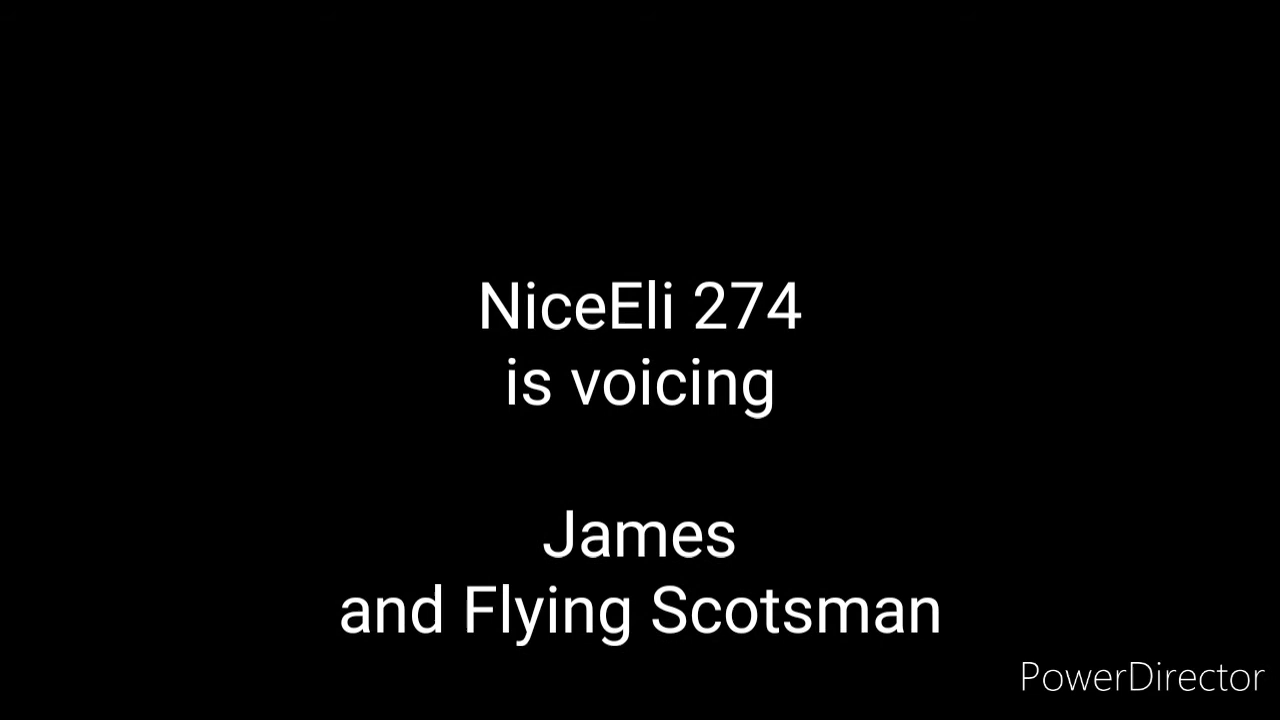 NiceEli 274
is voicing
James
and Flying Scotsman
PowerDirector